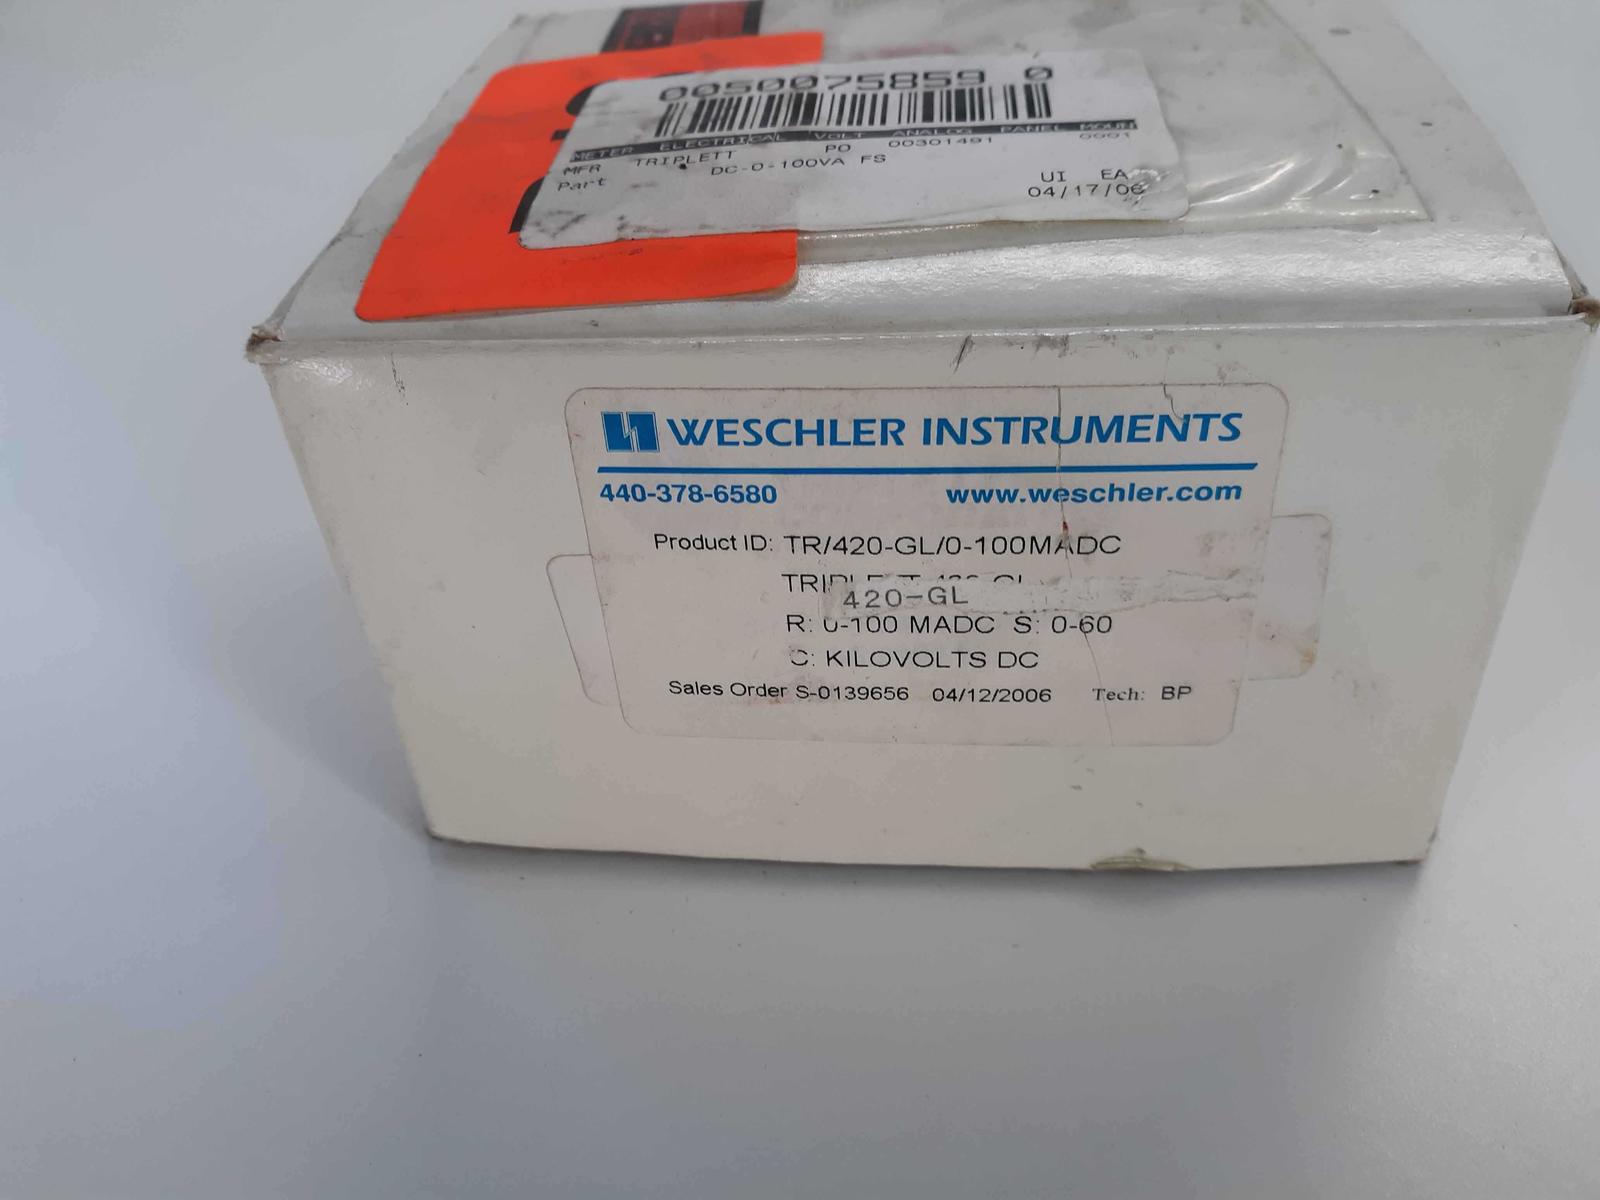 0050075859 0
METER ELECTRICAL VOLT ANALOG PANEL MOUN
MFR TRIPLETT PO 00301491 0001
Part DC-0-100VA FS
UI EA
04/17/06
WESCHLER INSTRUMENTS
440-378-6580 www.weschler.com
Product ID: TR/420-GL/0-100MADC
420-GL
R: 0-100 MADC S: 0-60
C: KILOVOLTS DC
Sales Order S-0139656 04/12/2006 Tech: BP